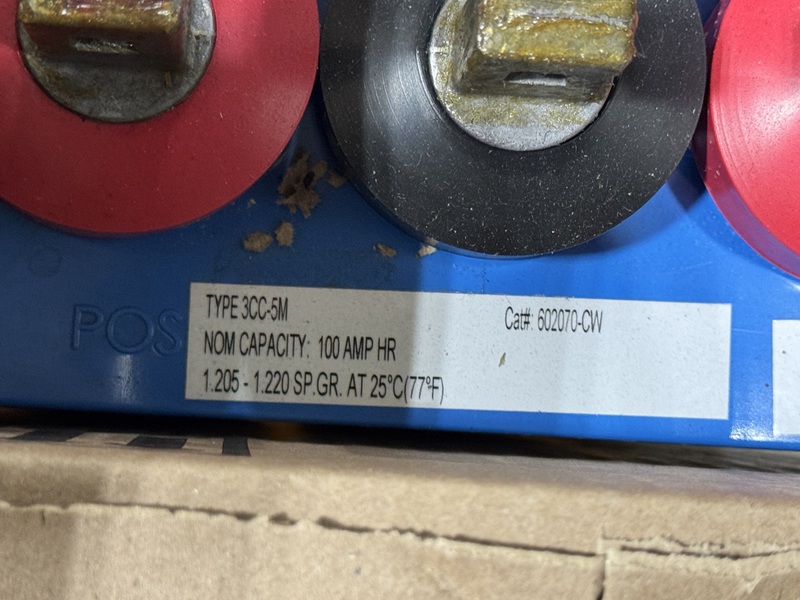 TYPE 3CC-5M Cat#: 602070-CW
NOM CAPACITY: 100 AMP HR
1.205 - 1.220 SP.GR. AT 25°C(77°F)
POS